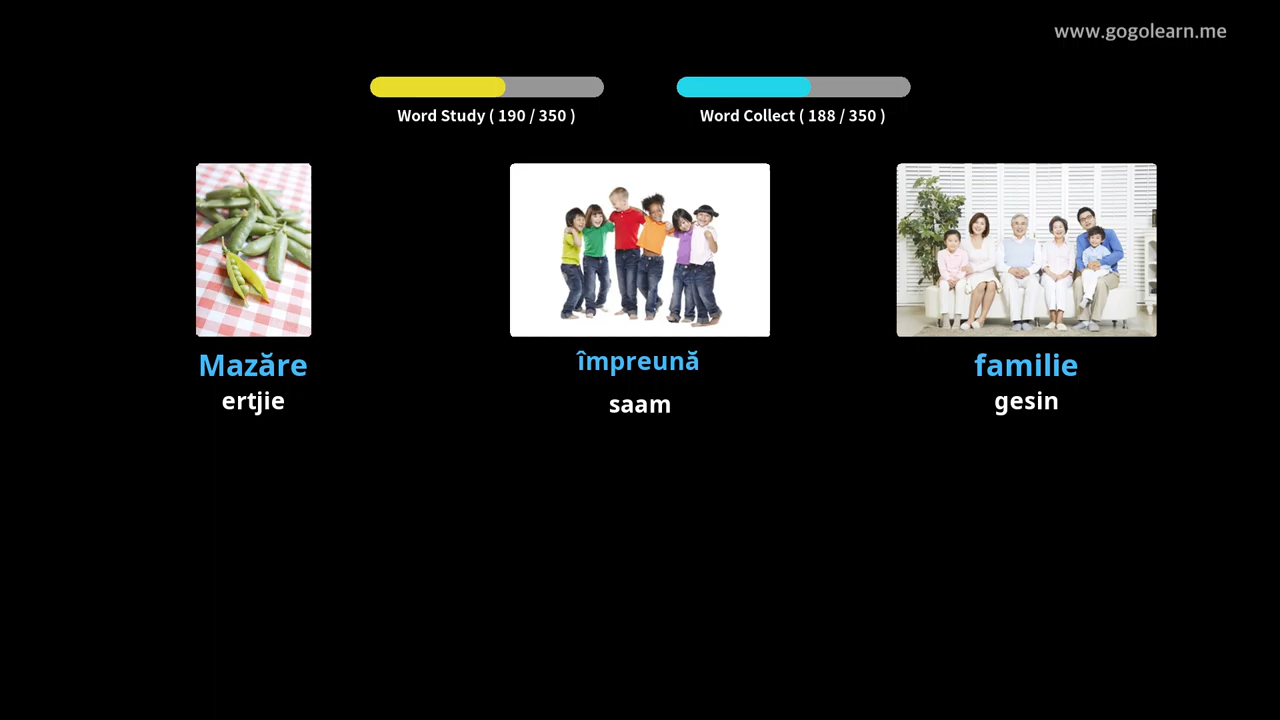 www.gogolearn.me
Word Study ( 190 / 350 )
Word Collect ( 188 / 350 )
Mazăre
ertjie
împreună
saam
familie
gesin